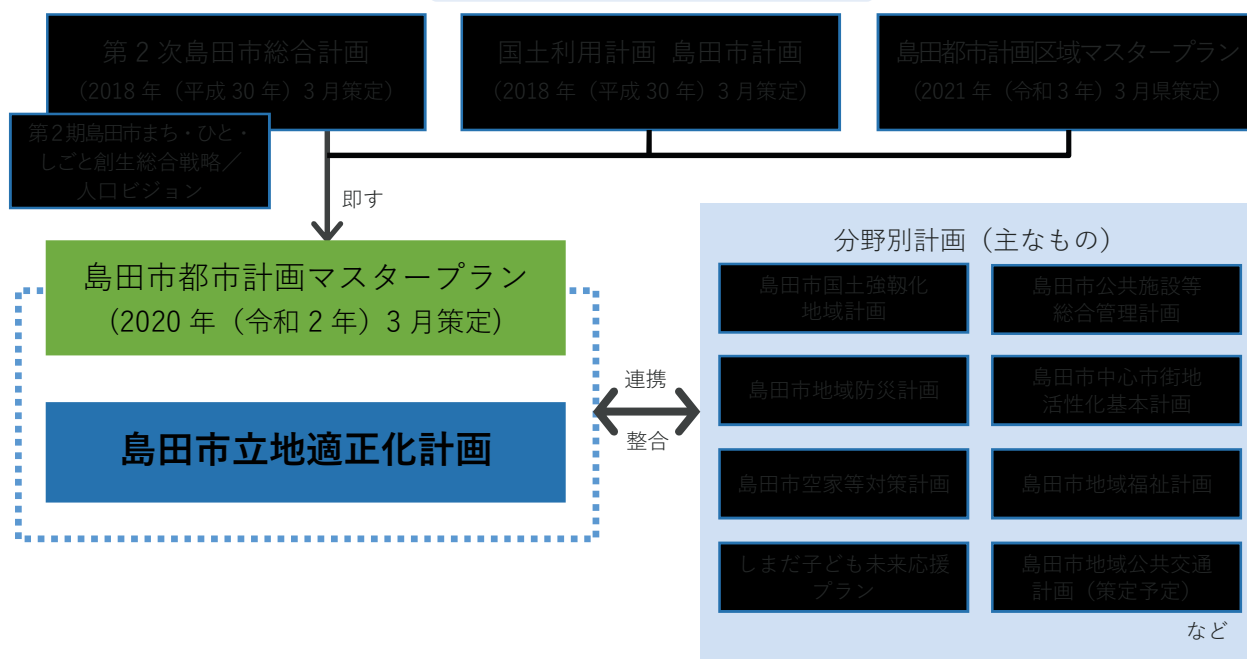 第２次島田市総合計画
(2018 年（平成 30 年）3 月策定)
国土利用計画 島田市計画
(2018 年（平成 30 年）3 月策定)
島田都市計画区域マスタープラン
(2021 年（令和 3 年）3 月県策定)
第２期島田市まち・ひと・
しごと創生総合戦略／
人口ビジョン
即す
島田市都市計画マスタープラン
(2020 年（令和 2 年）3 月策定)
島田市立地適正化計画
連携
整合
分野別計画（主なもの）
島田市国土強靱化
地域計画
島田市公共施設等
総合管理計画
島田市地域防災計画
島田市中心市街地
活性化基本計画
島田市空家等対策計画
島田市地域福祉計画
しまだ子ども未来応援
プラン
島田市地域公共交通
計画（策定予定）
など